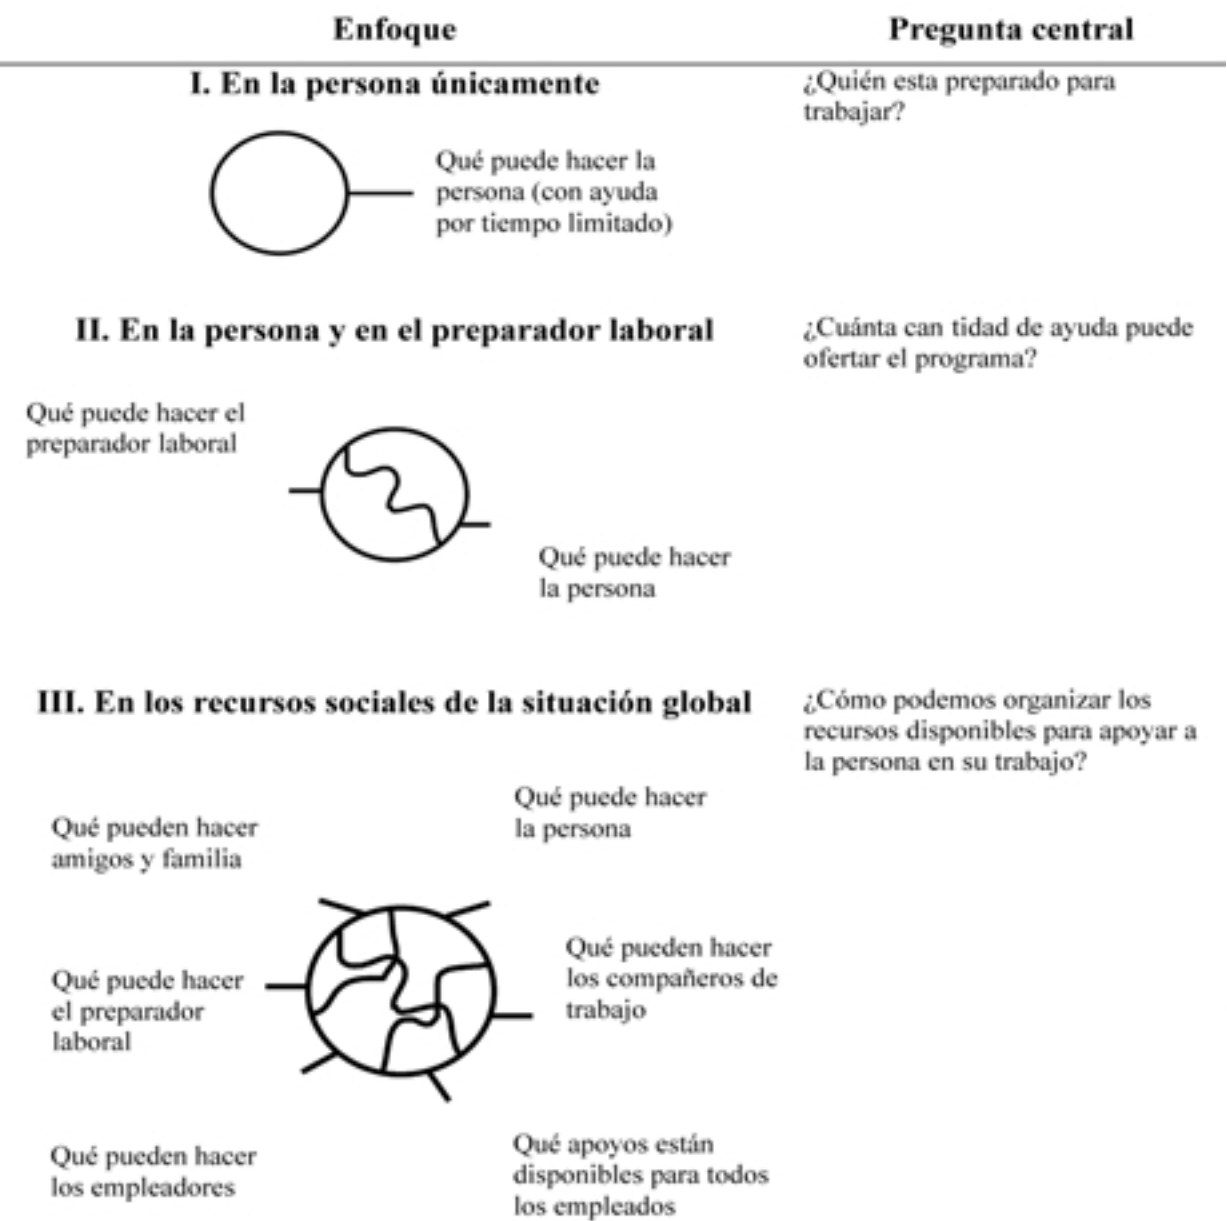 Enfoque
Pregunta central
I. En la persona únicamente
¿Quién esta preparado para
trabajar?
Qué puede hacer la
persona (con ayuda
por tiempo limitado)
II. En la persona y en el preparador laboral
¿Cuánta can tidad de ayuda puede
ofertar el programa?
Qué puede hacer el
preparador laboral
Qué puede hacer
la persona
III. En los recursos sociales de la situación global
¿Cómo podemos organizar los
recursos disponibles para apoyar a
la persona en su trabajo?
Qué pueden hacer
amigos y familia
Qué puede hacer
la persona
Qué puede hacer
el preparador
laboral
Qué pueden hacer
los compañeros de
trabajo
Qué pueden hacer
los empleadores
Qué apoyos están
disponibles para todos
los empleados